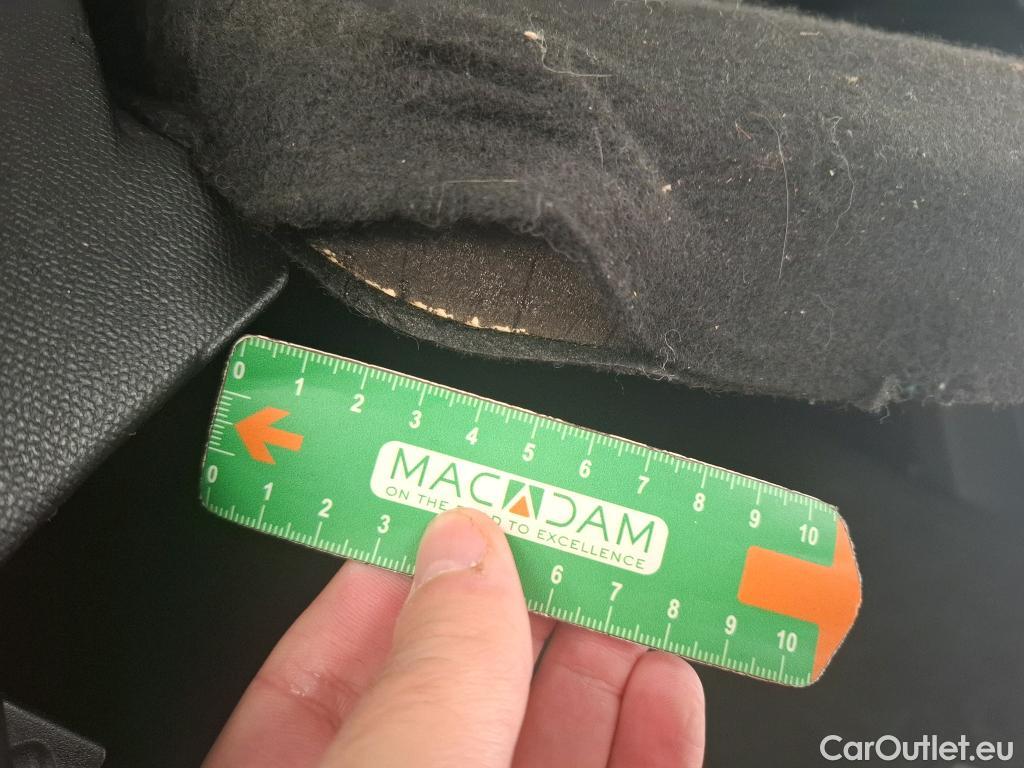 0 1 2 3 4 5 6 7 8 9 10
MACADAM
ON THE ROAD TO EXCELLENCE
0 1 2 3 6 7 8 9 10
CarOutlet.eu